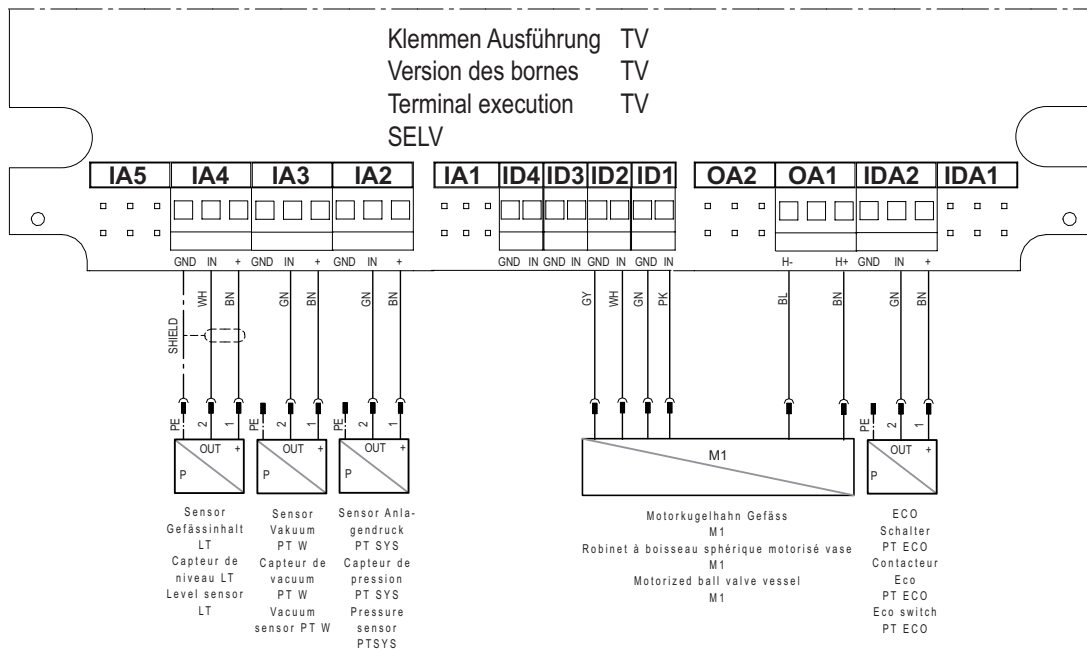 Klemmen Ausführung TV
Version des bornes TV
Terminal execution TV
SELV
IA5 IA4 IA3 IA2 IA1 ID4 ID3 ID2 ID1 OA2 OA1 IDA2 IDA1
GND IN + GND IN + GND IN + GND IN GND IN GND IN GND IN H- H+ GND IN +
SHIELD WH BN GN BN GN BN GY WH GN PK BL BN GN BN
PE 2 1 PE 2 1 PE 2 1 PE 2 1
OUT + OUT + OUT + M1 OUT +
P P P P
Sensor
Gefässinhalt
LT
Capteur de
niveau LT
Level sensor
LT
Sensor
Vakuum
PT W
Capteur de
vacuum
PT W
Vacuum
sensor PT W
Sensor Anla-
gendruck
PT SYS
Capteur de
pression
PT SYS
Pressure
sensor
PTSYS
Motorkugelhahn Gefäss
M1
Robinet à boisseau sphérique motorisé vase
M1
Motorized ball valve vessel
M1
ECO
Schalter
PT ECO
Contacteur
Eco
PT ECO
Eco switch
PT ECO